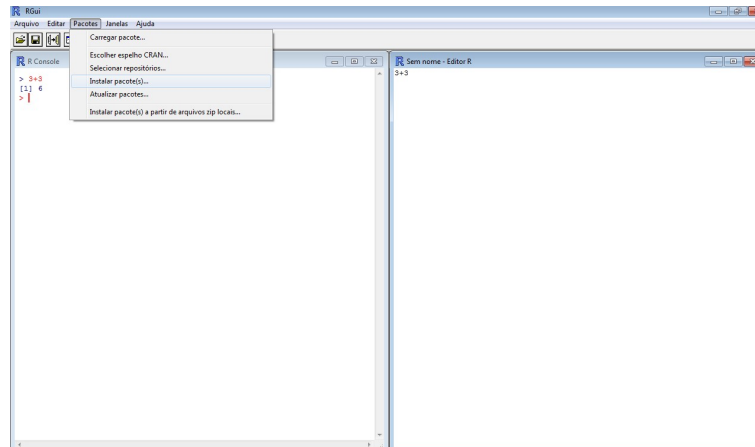 RGui
Arquivo Editar Pacotes Janelas Ajuda
Carregar pacote...
Escolher espelho CRAN...
Selecionar repositórios...
Instalar pacote(s)...
Atualizar pacotes...
Instalar pacote(s) a partir de arquivos zip locais...
R Console
> 3+3
[1] 6
>
Sem nome - Editor R
3+3